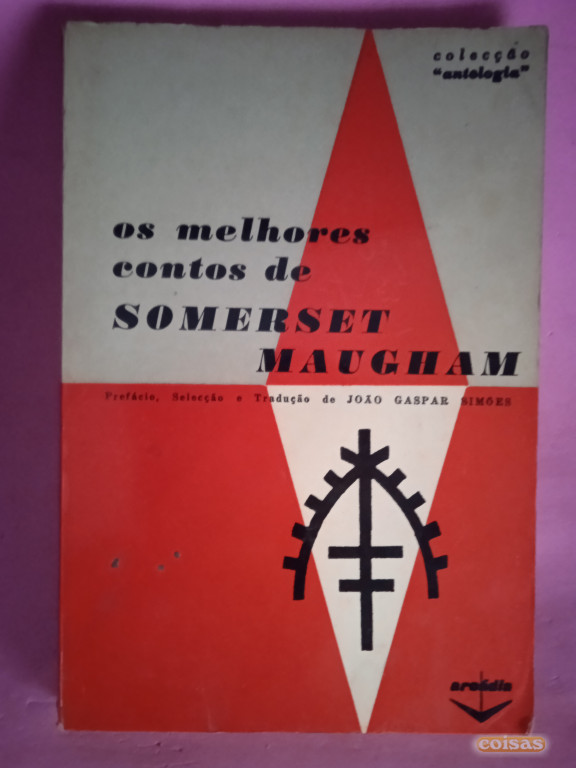 colecção
"antologia"
os melhores
contos de
SOMERSET
MAUGHAM
Prefácio, Selecção e Tradução de JOÃO GASPAR SIMÕES
arcádia
coisas